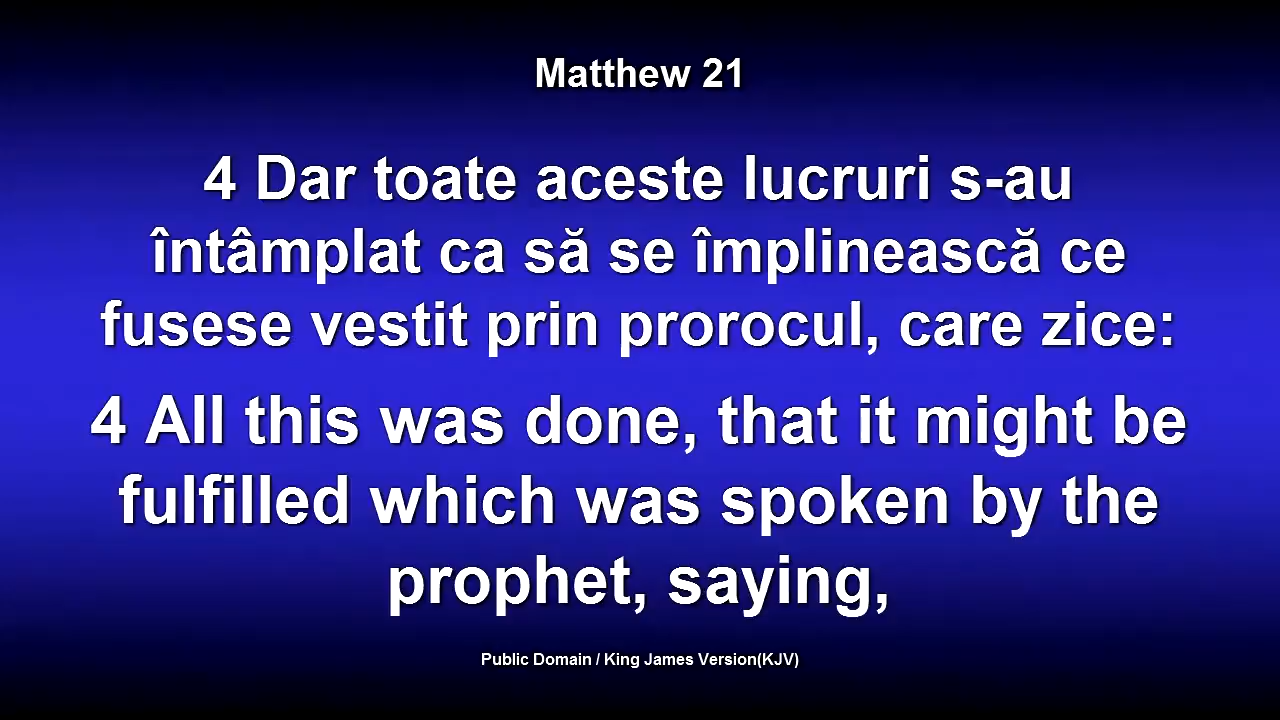 Matthew 21
4 Dar toate aceste lucruri s-au
întâmplat ca să se împlinească ce
fusese vestit prin prorocul, care zice:
4 All this was done, that it might be
fulfilled which was spoken by the
prophet, saying,
Public Domain / King James Version(KJV)